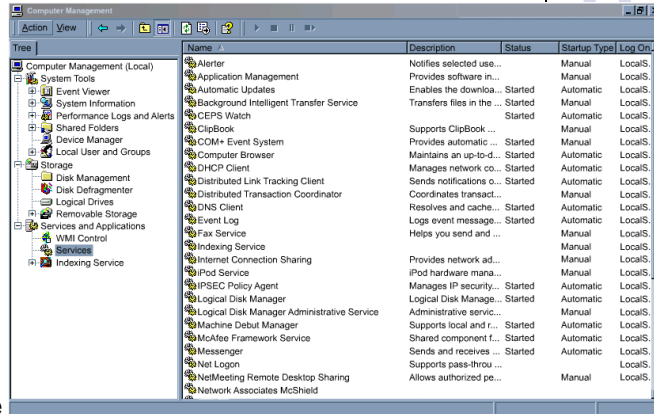 Computer Management
Action View
Tree
Name Description Status Startup Type Log On
Computer Management (Local)
System Tools
Event Viewer
System Information
Performance Logs and Alerts
Shared Folders
Device Manager
Local User and Groups
Storage
Disk Management
Disk Defragmenter
Logical Drives
Removable Storage
Services and Applications
WMI Control
Services
Indexing Service
Alerter Notifies selected use... Manual LocalS.
Application Management Provides software in... Manual LocalS.
Automatic Updates Enables the downloa... Started Automatic LocalS.
Background Intelligent Transfer Service Transfers files in the ... Started Manual LocalS.
CEPS Watch Started Automatic LocalS.
ClipBook Supports ClipBook ... Manual LocalS.
COM+ Event System Provides automatic ... Started Manual LocalS.
Computer Browser Maintains an up-to-d... Started Automatic LocalS.
DHCP Client Manages network co... Started Automatic LocalS.
Distributed Link Tracking Client Sends notifications o... Started Automatic LocalS.
Distributed Transaction Coordinator Coordinates transact... Manual LocalS.
DNS Client Resolves and cache... Started Automatic LocalS.
Event Log Logs event message... Started Automatic LocalS.
Fax Service Helps you send and ... Manual LocalS.
Indexing Service Manual LocalS.
Internet Connection Sharing Provides network ad... Manual LocalS.
iPod Service iPod hardware mana... Manual LocalS.
IPSEC Policy Agent Manages IP security... Started Automatic LocalS.
Logical Disk Manager Logical Disk Manage... Started Automatic LocalS.
Logical Disk Manager Administrative Service Administrative servic... Manual LocalS.
Machine Debut Manager Supports local and r... Started Automatic LocalS.
McAfee Framework Service Shared component f... Started Automatic LocalS.
Messenger Sends and receives ... Started Automatic LocalS.
Net Logon Supports pass-throu ... LocalS.
NetMeeting Remote Desktop Sharing Allows authorized pe... Manual LocalS.
Network Associates McShield LocalS.